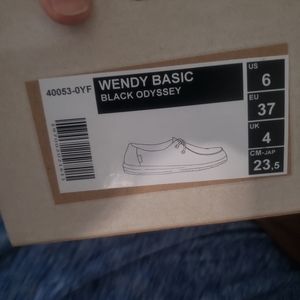 40053-0YF
WENDY BASIC
BLACK ODYSSEY
US
6
EU
37
UK
4
CM-JAP
23,5